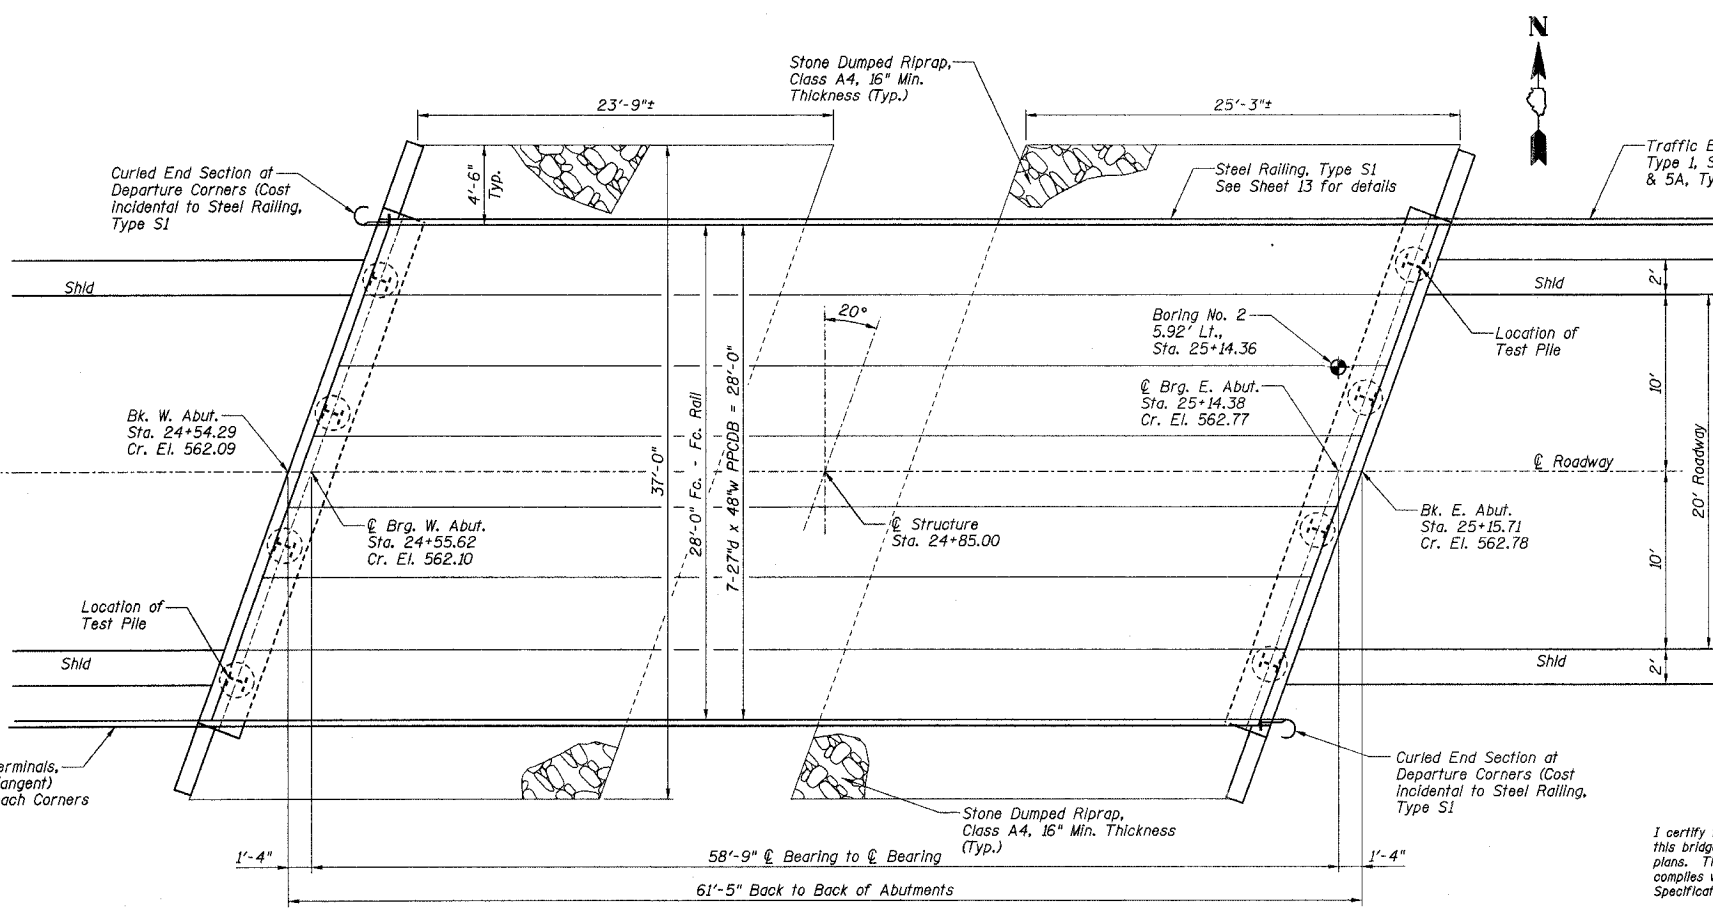 N
Stone Dumped Riprap,
Class A4, 16" Min.
Thickness (Typ.)
23'-9"±
25'-3"±
Curled End Section at
Departure Corners (Cost
incidental to Steel Railing,
Type S1
4'-6"
Typ.
Steel Railing, Type S1
See Sheet 13 for details
Traffic B
Type 1, S
& 5A, Ty
Shld
Shld
2'
20°
Boring No. 2
5.92' Lt.,
Sta. 25+14.36
Location of
Test Pile
10'
Bk. W. Abut.
Sta. 24+54.29
Cr. El. 562.09
℄ Brg. E. Abut.
Sta. 25+14.38
Cr. El. 562.77
37'-0"
28'-0" Fc. - Fc. Rail
7-27"d x 48"w PPCDB = 28'-0"
℄ Roadway
20' Roadway
℄ Brg. W. Abut.
Sta. 24+55.62
Cr. El. 562.10
℄ Structure
Sta. 24+85.00
Bk. E. Abut.
Sta. 25+15.71
Cr. El. 562.78
10'
Location of
Test Pile
Shld
Shld
2'
erminals,
angent)
ach Corners
Curled End Section at
Departure Corners (Cost
incidental to Steel Railing,
Type S1
Stone Dumped Riprap,
Class A4, 16" Min. Thickness
(Typ.)
1'-4"
58'-9" ℄ Bearing to ℄ Bearing
1'-4"
61'-5" Back to Back of Abutments
I certify
this bridge
plans. Th
complies w
Specificat